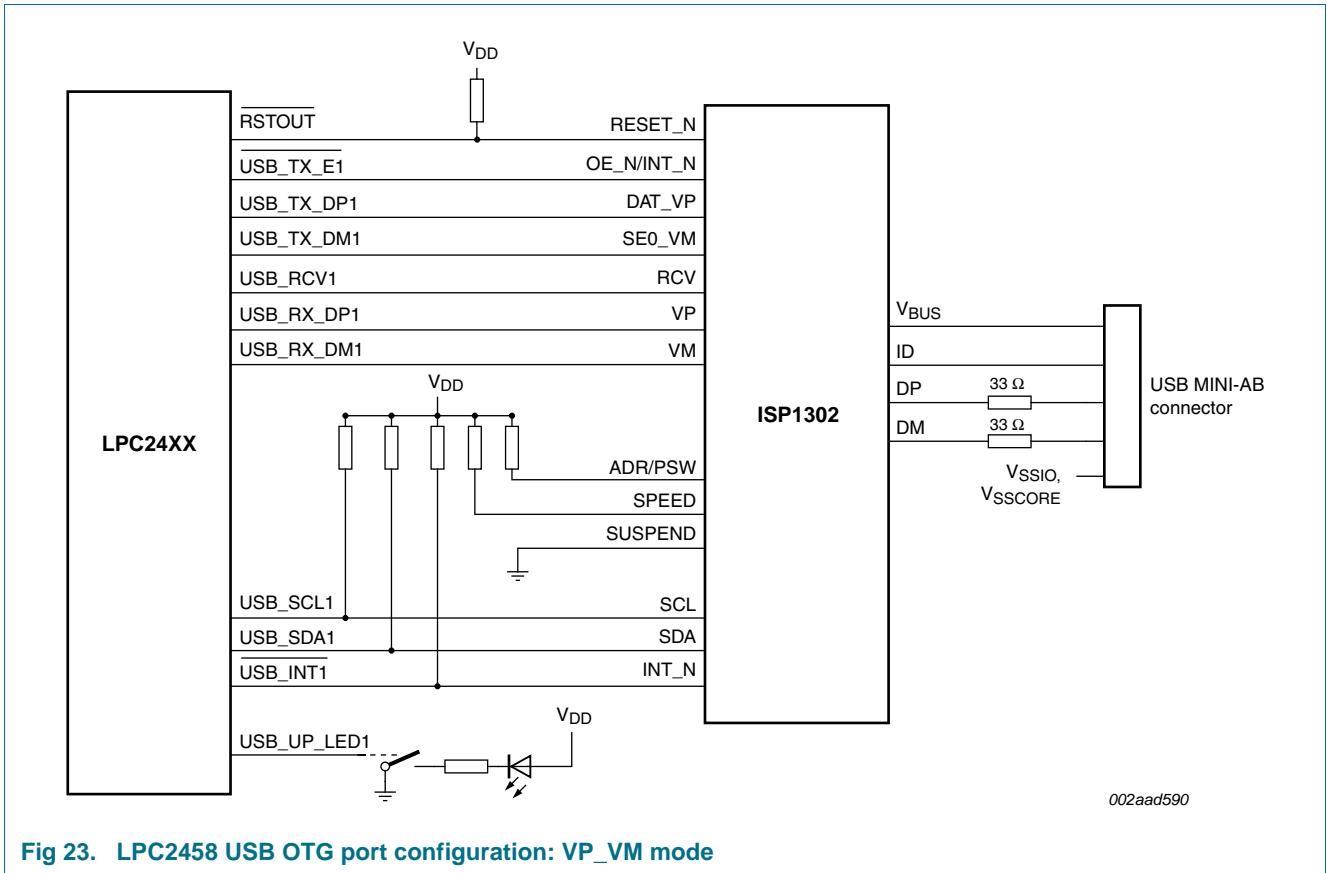 VDD
RSTOUT
RESET_N
USB_TX_E1
OE_N/INT_N
USB_TX_DP1
DAT_VP
USB_TX_DM1
SE0_VM
USB_RCV1
RCV
USB_RX_DP1
VP
USB_RX_DM1
VM
VBUS
ID
DP
33 Ω
DM
33 Ω
USB MINI-AB
connector
VSSIO,
VSSCORE
VDD
LPC24XX
ISP1302
ADR/PSW
SPEED
SUSPEND
USB_SCL1
SCL
USB_SDA1
SDA
USB_INT1
INT_N
VDD
USB_UP_LED1
002aad590
Fig 23. LPC2458 USB OTG port configuration: VP_VM mode